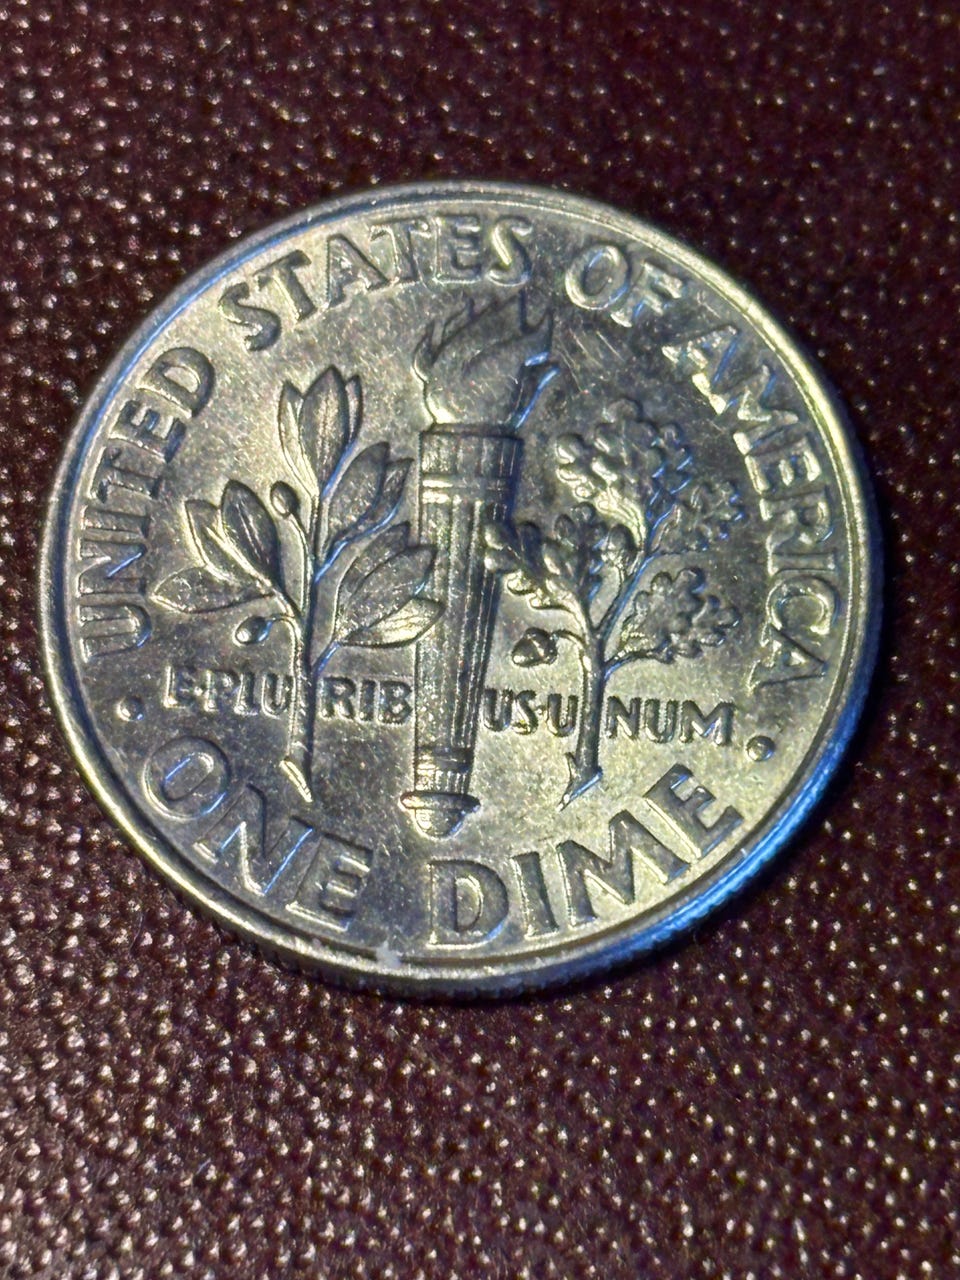 UNITED STATES OF AMERICA
E·PLU RIB US·U NUM
· ONE DIME ·